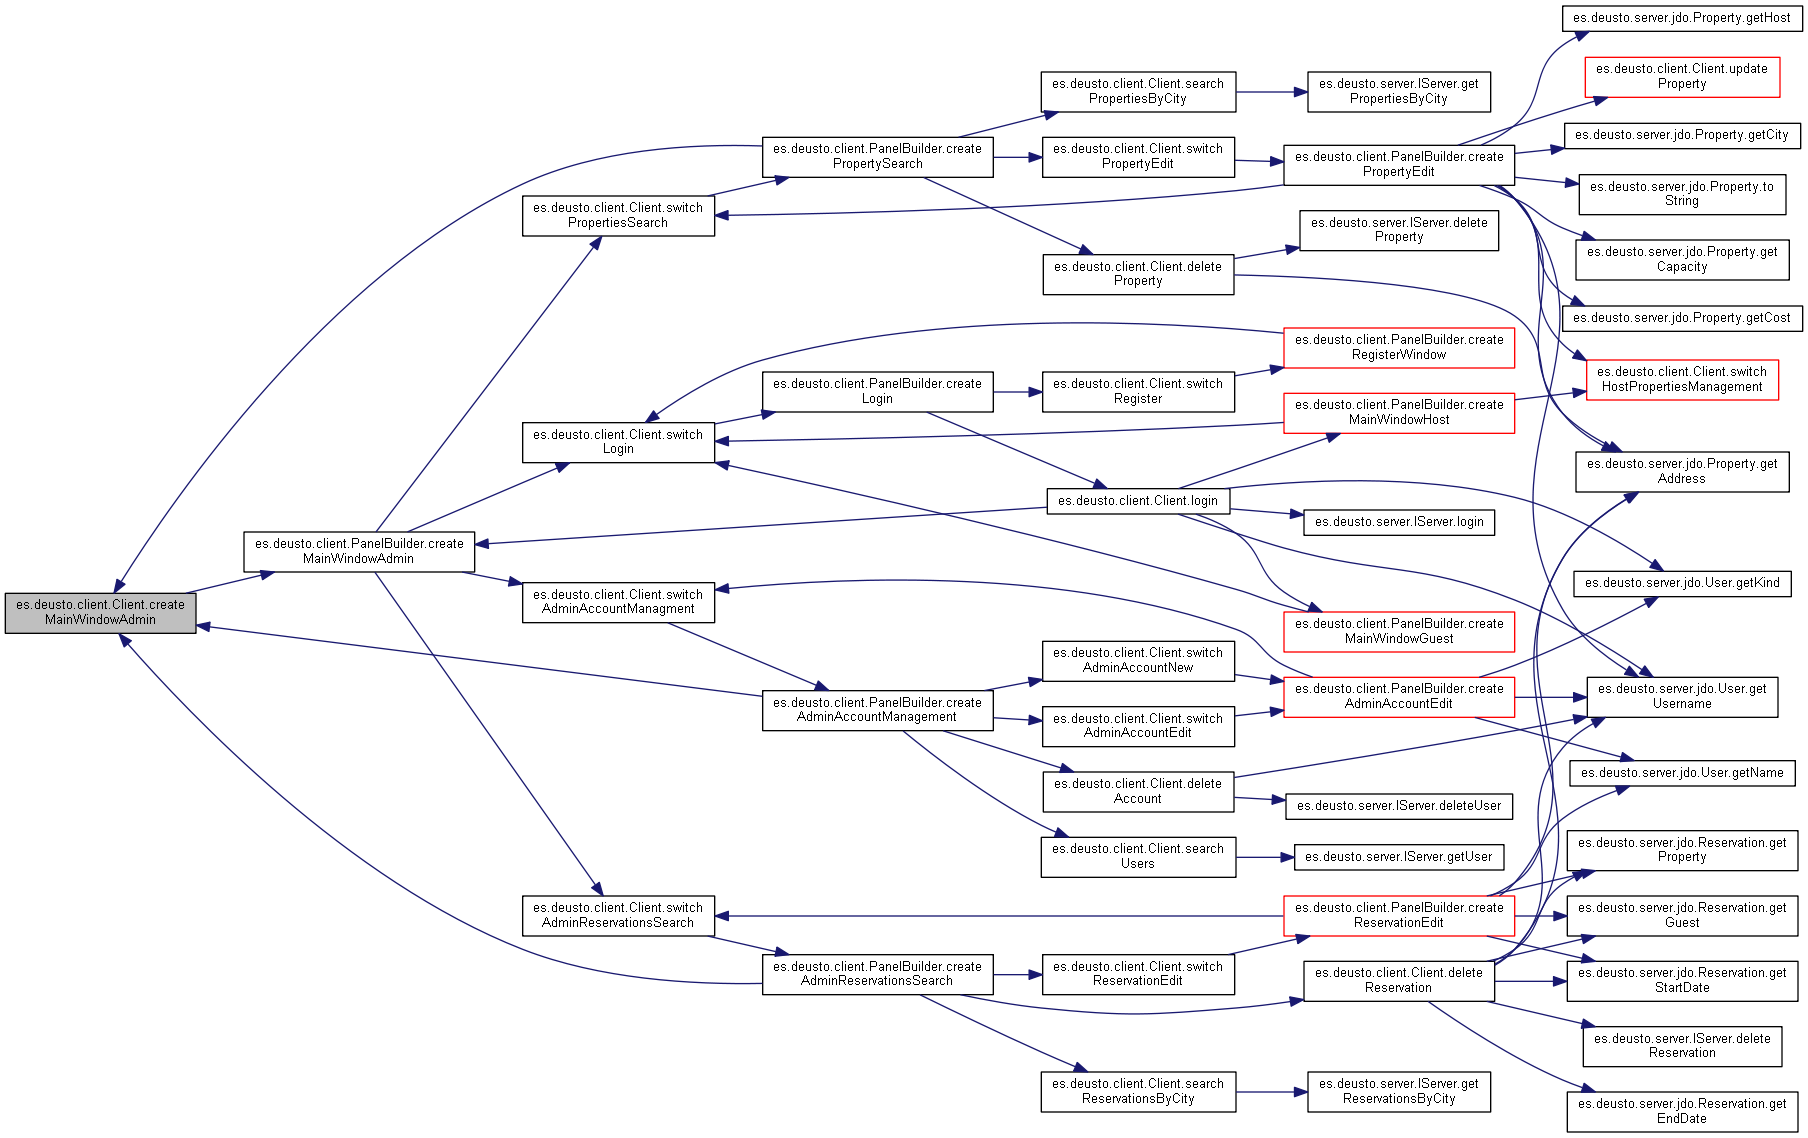 es.deusto.client.Client.create
MainWindowAdmin
es.deusto.client.PanelBuilder.create
MainWindowAdmin
es.deusto.client.Client.switch
PropertiesSearch
es.deusto.client.Client.switch
Login
es.deusto.client.Client.switch
AdminAccountManagment
es.deusto.client.Client.switch
AdminReservationsSearch
es.deusto.client.PanelBuilder.create
PropertySearch
es.deusto.client.PanelBuilder.create
Login
es.deusto.client.PanelBuilder.create
AdminAccountManagement
es.deusto.client.PanelBuilder.create
AdminReservationsSearch
es.deusto.client.Client.search
PropertiesByCity
es.deusto.client.Client.switch
PropertyEdit
es.deusto.client.Client.delete
Property
es.deusto.client.Client.switch
Register
es.deusto.client.Client.login
es.deusto.client.Client.switch
AdminAccountNew
es.deusto.client.Client.switch
AdminAccountEdit
es.deusto.client.Client.delete
Account
es.deusto.client.Client.search
Users
es.deusto.client.Client.switch
ReservationEdit
es.deusto.client.Client.search
ReservationsByCity
es.deusto.server.IServer.get
PropertiesByCity
es.deusto.client.PanelBuilder.create
PropertyEdit
es.deusto.server.IServer.delete
Property
es.deusto.client.PanelBuilder.create
RegisterWindow
es.deusto.client.PanelBuilder.create
MainWindowHost
es.deusto.server.IServer.login
es.deusto.client.PanelBuilder.create
MainWindowGuest
es.deusto.client.PanelBuilder.create
AdminAccountEdit
es.deusto.server.IServer.deleteUser
es.deusto.server.IServer.getUser
es.deusto.client.PanelBuilder.create
ReservationEdit
es.deusto.client.Client.delete
Reservation
es.deusto.server.IServer.get
ReservationsByCity
es.deusto.server.jdo.Property.getHost
es.deusto.client.Client.update
Property
es.deusto.server.jdo.Property.getCity
es.deusto.server.jdo.Property.to
String
es.deusto.server.jdo.Property.get
Capacity
es.deusto.server.jdo.Property.getCost
es.deusto.client.Client.switch
HostPropertiesManagement
es.deusto.server.jdo.Property.get
Address
es.deusto.server.jdo.User.getKind
es.deusto.server.jdo.User.get
Username
es.deusto.server.jdo.User.getName
es.deusto.server.jdo.Reservation.get
Property
es.deusto.server.jdo.Reservation.get
Guest
es.deusto.server.jdo.Reservation.get
StartDate
es.deusto.server.IServer.delete
Reservation
es.deusto.server.jdo.Reservation.get
EndDate